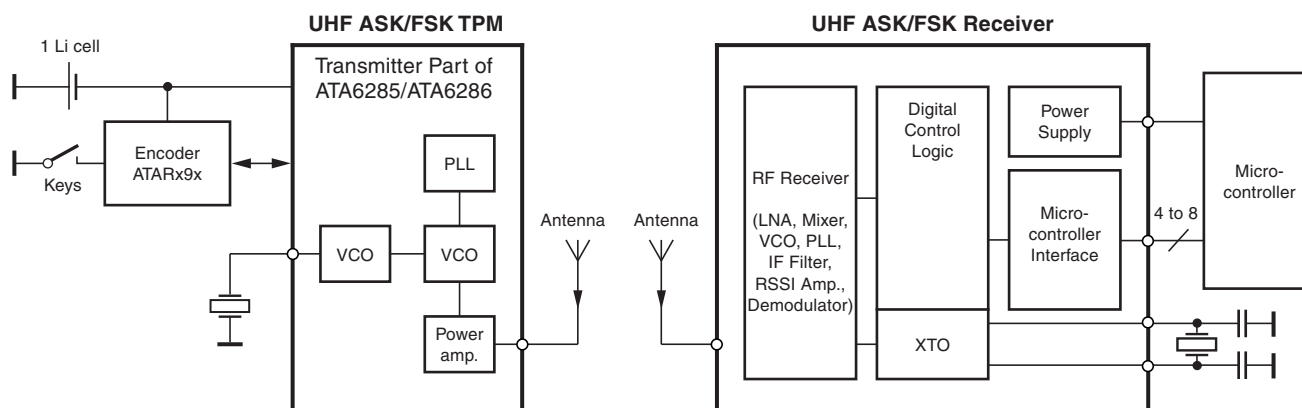 UHF ASK/FSK TPM
UHF ASK/FSK Receiver
1 Li cell
Transmitter Part of
ATA6285/ATA6286
Encoder
ATARx9x
Keys
PLL
VCO
VCO
Power
amp.
Antenna
Antenna
RF Receiver
(LNA, Mixer,
VCO, PLL,
IF Filter,
RSSI Amp.,
Demodulator)
Digital
Control
Logic
XTO
Power
Supply
Micro-
controller
Interface
4 to 8
Micro-
controller